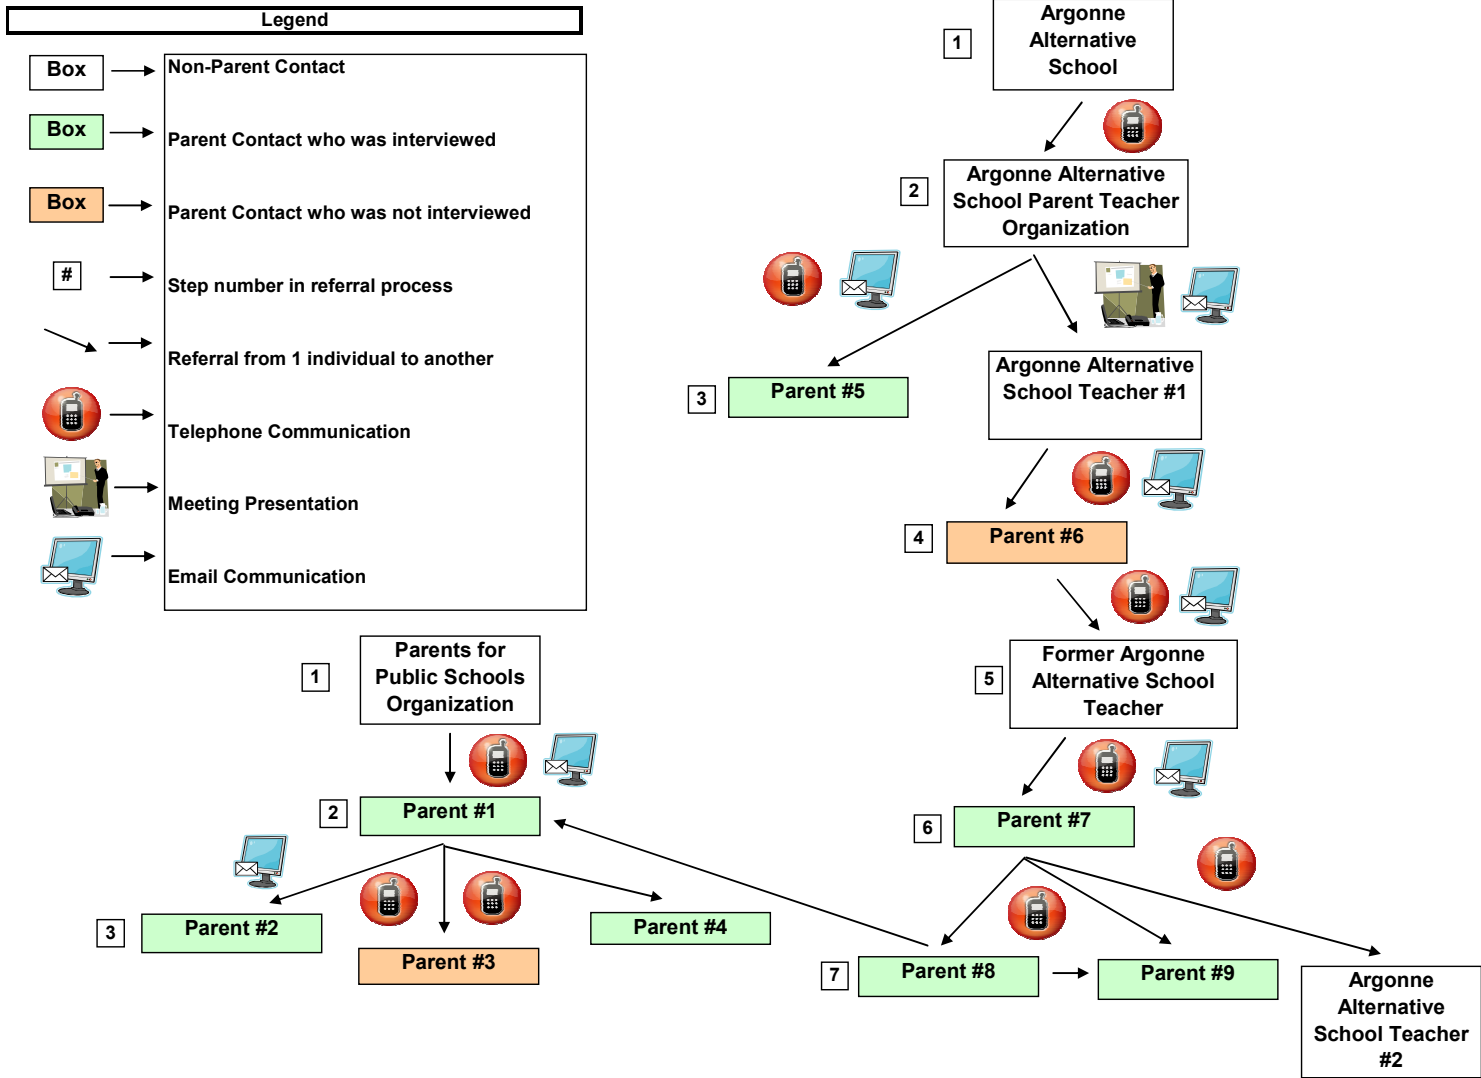 Legend
Box
Non-Parent Contact
Box
Parent Contact who was interviewed
Box
Parent Contact who was not interviewed
#
Step number in referral process
Referral from 1 individual to another
Telephone Communication
Meeting Presentation
Email Communication
1
Argonne
Alternative
School
2
Argonne Alternative
School Parent Teacher
Organization
3
Parent #5
Argonne Alternative
School Teacher #1
4
Parent #6
5
Former Argonne
Alternative School
Teacher
6
Parent #7
7
Parent #8
Parent #9
Argonne
Alternative
School Teacher
#2
1
Parents for
Public Schools
Organization
2
Parent #1
3
Parent #2
Parent #3
Parent #4